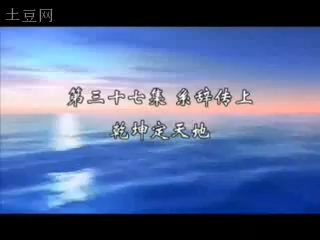 土豆网
第三十七集 系辞传上
乾坤定天地